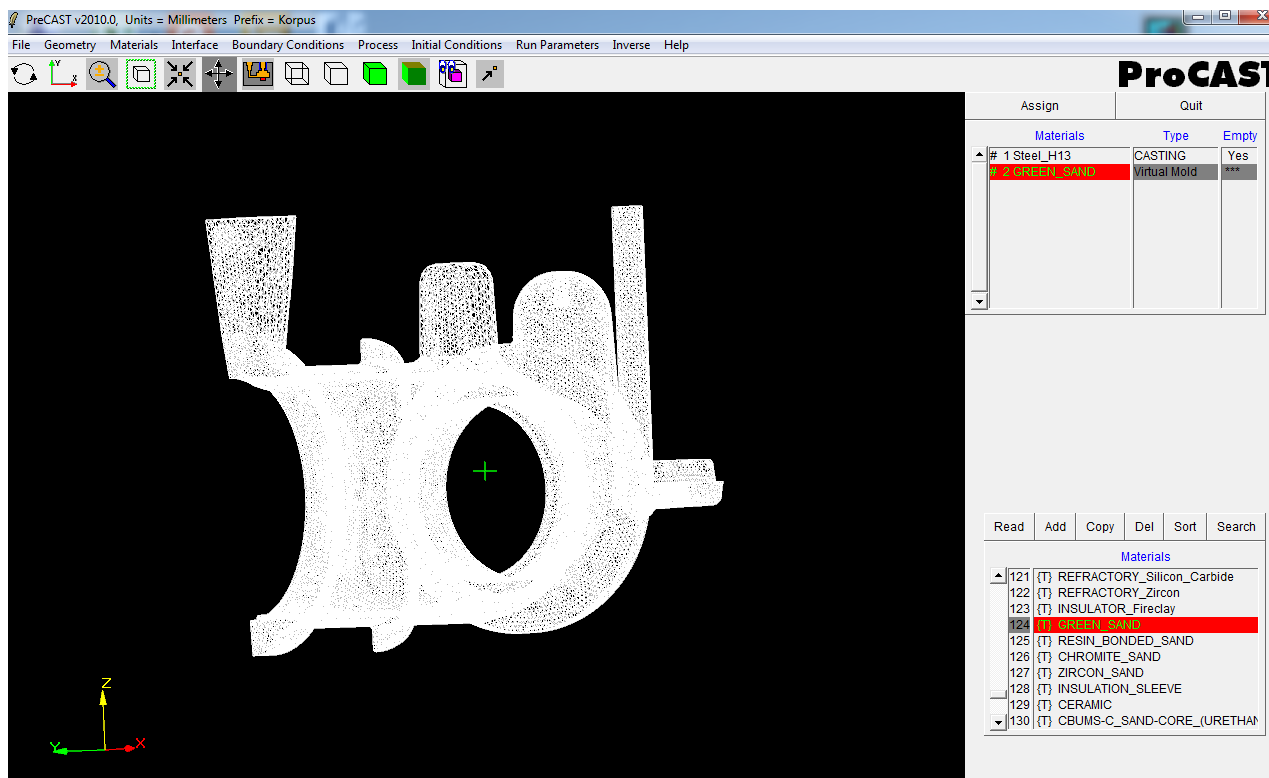 PreCAST v2010.0, Units = Millimeters Prefix = Korpus
File Geometry Materials Interface Boundary Conditions Process Initial Conditions Run Parameters Inverse Help
Y
X
ProCAST
Assign Quit
Materials Type Empty
# 1 Steel_H13 CASTING Yes
# 2 GREEN_SAND Virtual Mold ***
Read Add Copy Del Sort Search
Materials
121 {T} REFRACTORY_Silicon_Carbide
122 {T} REFRACTORY_Zircon
123 {T} INSULATOR_Fireclay
124 {T} GREEN_SAND
125 {T} RESIN_BONDED_SAND
126 {T} CHROMITE_SAND
127 {T} ZIRCON_SAND
128 {T} INSULATION_SLEEVE
129 {T} CERAMIC
130 {T} CBUMS-C_SAND-CORE_(URETHAN
Z
Y X